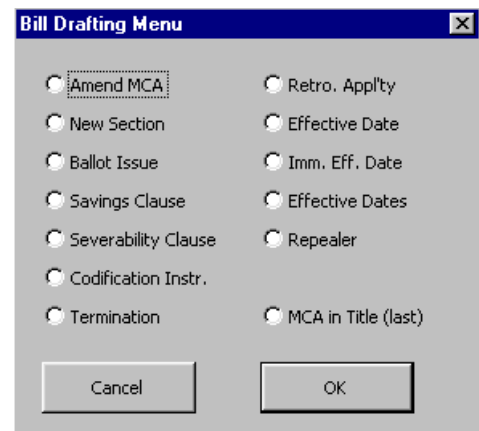 Bill Drafting Menu
Amend MCA
Retro. Appl'ty
New Section
Effective Date
Ballot Issue
Imm. Eff. Date
Savings Clause
Effective Dates
Severability Clause
Repealer
Codification Instr.
Termination
MCA in Title (last)
Cancel
OK